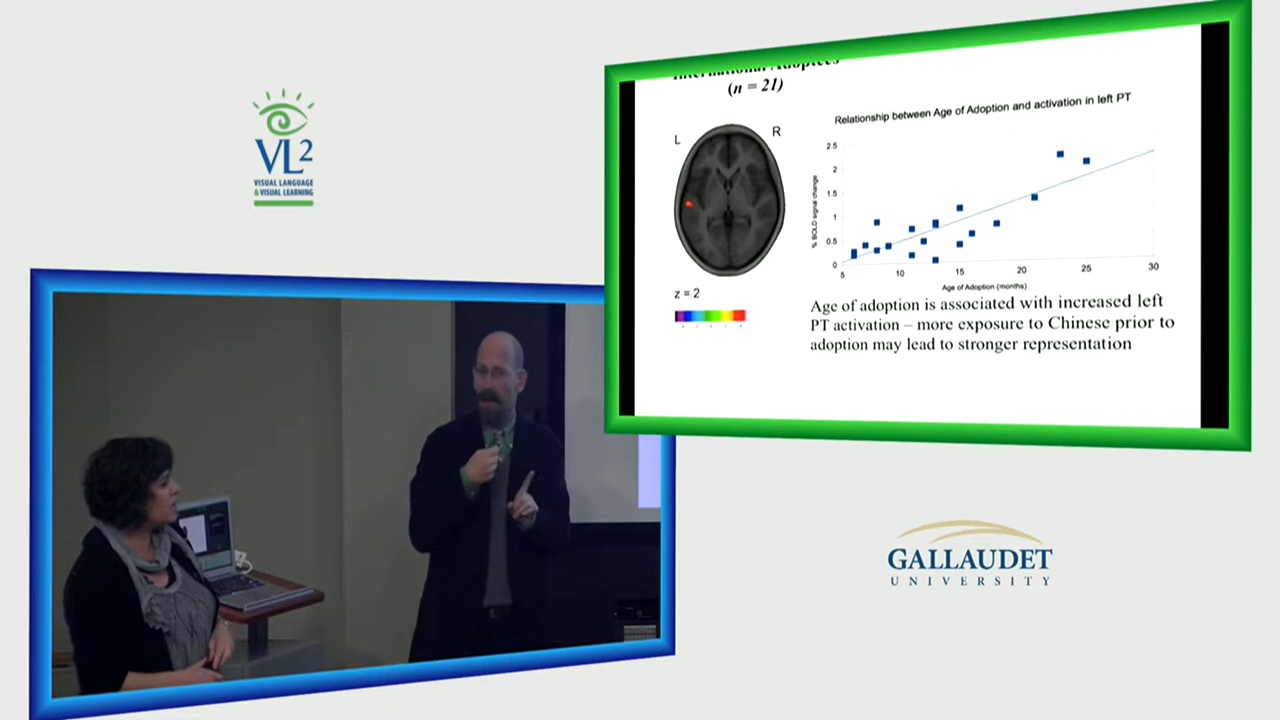 VL2
VISUAL LANGUAGE
& VISUAL LEARNING
International Adoptees
(n = 21)
L
R
z = 2
Relationship between Age of Adoption and activation in left PT
% BOLD signal change
2.5
2
1.5
1
0.5
0
5
10
15
20
25
30
Age of Adoption (months)
Age of adoption is associated with increased left
PT activation – more exposure to Chinese prior to
adoption may lead to stronger representation
GALLAUDET
UNIVERSITY